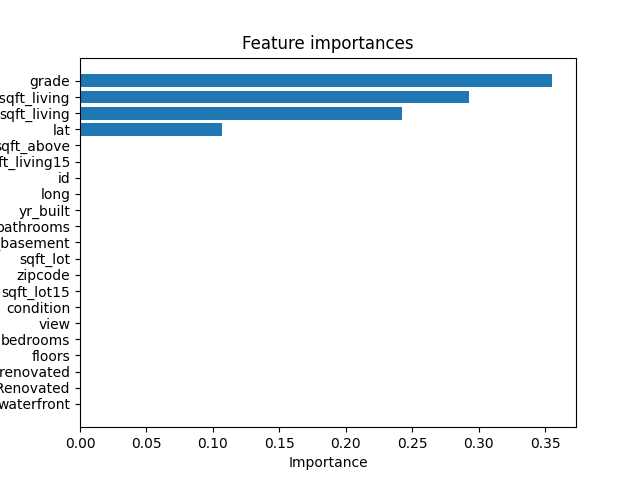 Feature importances
grade
sqft_living
sqft_living
lat
sqft_above
ft_living15
id
long
yr_built
bathrooms
basement
sqft_lot
zipcode
sqft_lot15
condition
view
bedrooms
floors
renovated
Renovated
waterfront
0.00 0.05 0.10 0.15 0.20 0.25 0.30 0.35
Importance